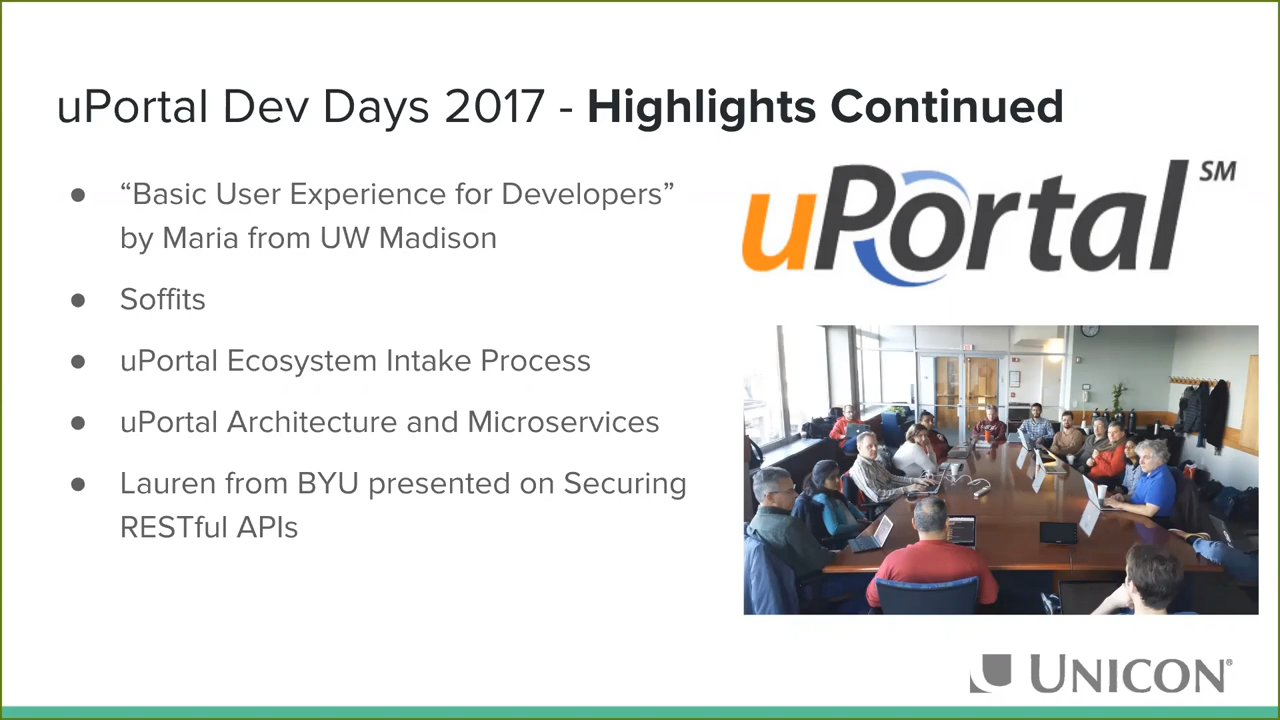 uPortal Dev Days 2017 - Highlights Continued
“Basic User Experience for Developers”
by Maria from UW Madison
Soffits
uPortal Ecosystem Intake Process
uPortal Architecture and Microservices
Lauren from BYU presented on Securing
RESTful APIs
uPortal SM
UNICON®